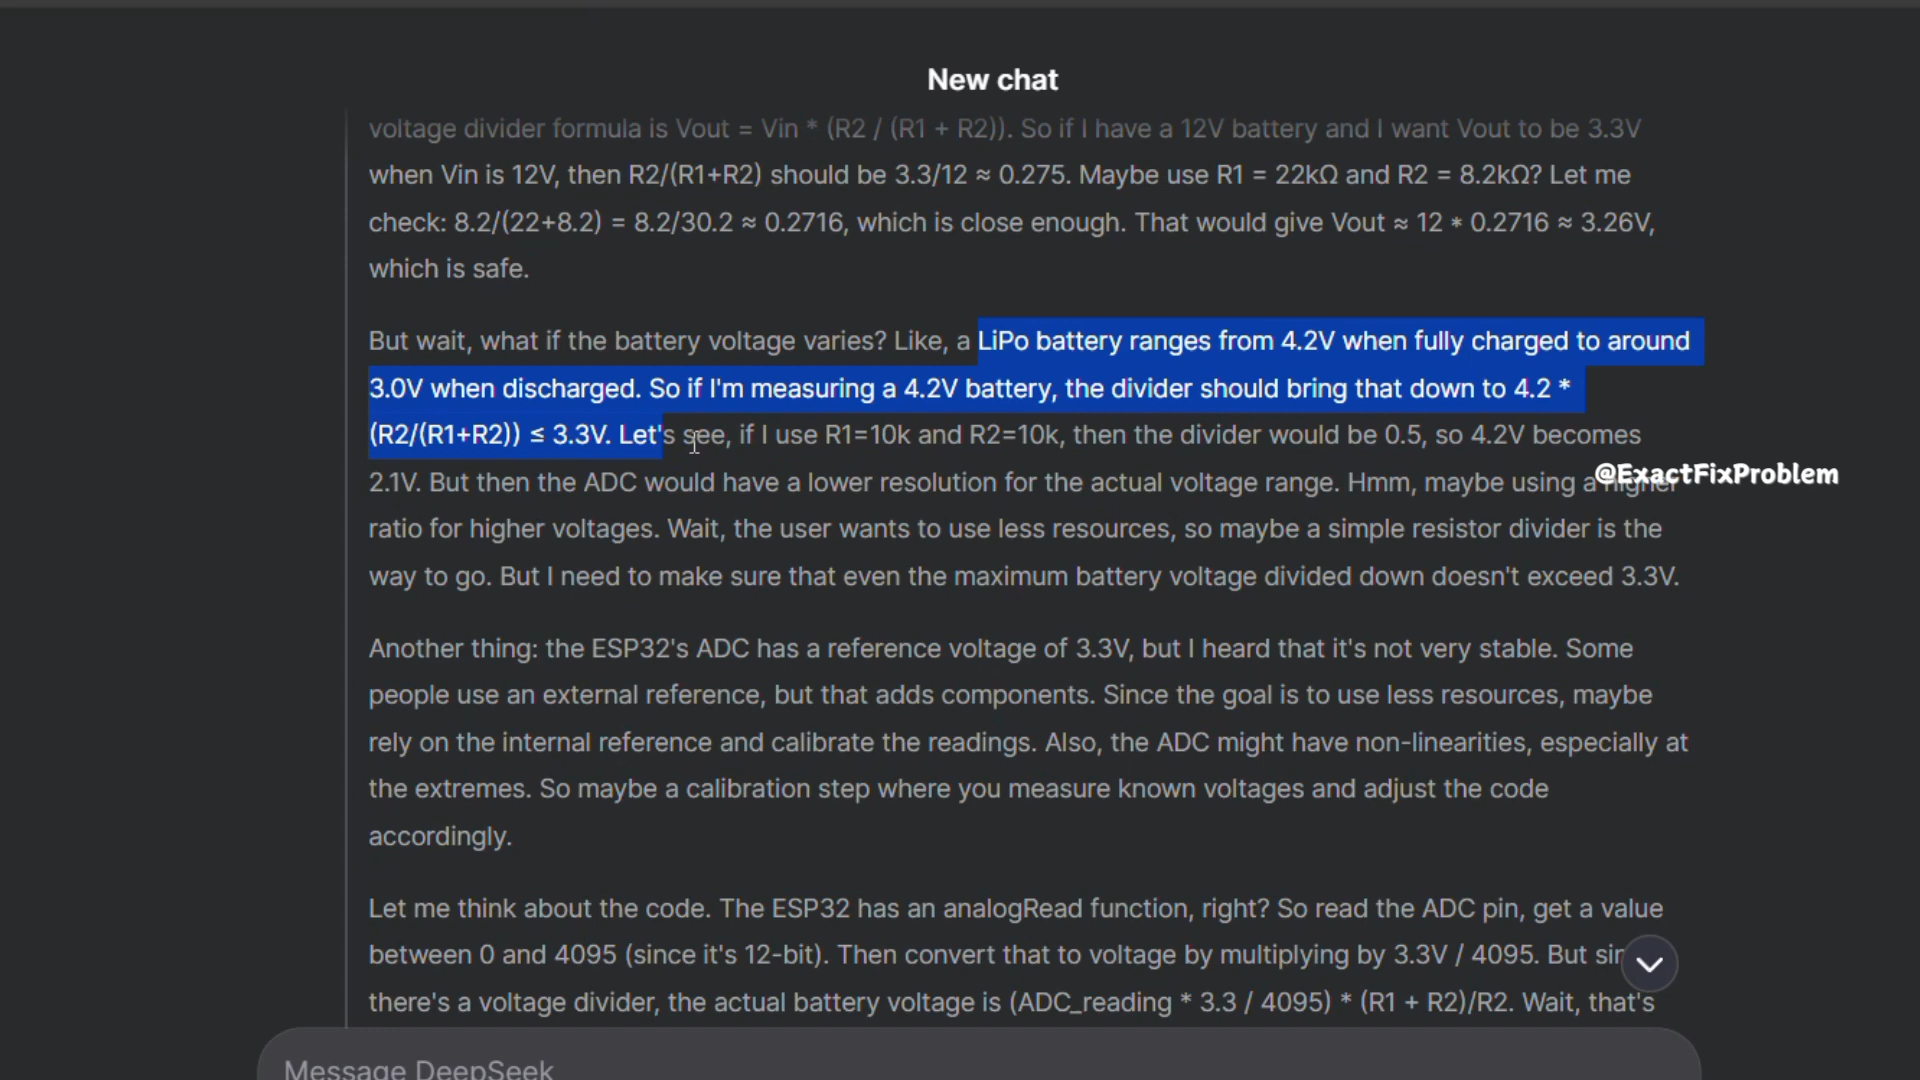 New chat
voltage divider formula is Vout = Vin * (R2 / (R1 + R2)). So if I have a 12V battery and I want Vout to be 3.3V
when Vin is 12V, then R2/(R1+R2) should be 3.3/12 ≈ 0.275. Maybe use R1 = 22kΩ and R2 = 8.2kΩ? Let me
check: 8.2/(22+8.2) = 8.2/30.2 ≈ 0.2716, which is close enough. That would give Vout ≈ 12 * 0.2716 ≈ 3.26V,
which is safe.
But wait, what if the battery voltage varies? Like, a LiPo battery ranges from 4.2V when fully charged to around
3.0V when discharged. So if I'm measuring a 4.2V battery, the divider should bring that down to 4.2 *
(R2/(R1+R2)) ≤ 3.3V. Let's see, if I use R1=10k and R2=10k, then the divider would be 0.5, so 4.2V becomes
2.1V. But then the ADC would have a lower resolution for the actual voltage range. Hmm, maybe using a higher
@ExactFixProblem
ratio for higher voltages. Wait, the user wants to use less resources, so maybe a simple resistor divider is the
way to go. But I need to make sure that even the maximum battery voltage divided down doesn't exceed 3.3V.
Another thing: the ESP32's ADC has a reference voltage of 3.3V, but I heard that it's not very stable. Some
people use an external reference, but that adds components. Since the goal is to use less resources, maybe
rely on the internal reference and calibrate the readings. Also, the ADC might have non-linearities, especially at
the extremes. So maybe a calibration step where you measure known voltages and adjust the code
accordingly.
Let me think about the code. The ESP32 has an analogRead function, right? So read the ADC pin, get a value
between 0 and 4095 (since it's 12-bit). Then convert that to voltage by multiplying by 3.3V / 4095. But
there's a voltage divider, the actual battery voltage is (ADC_reading * 3.3 / 4095) * (R1 + R2)/R2. Wait, that's
Message DeepSeek